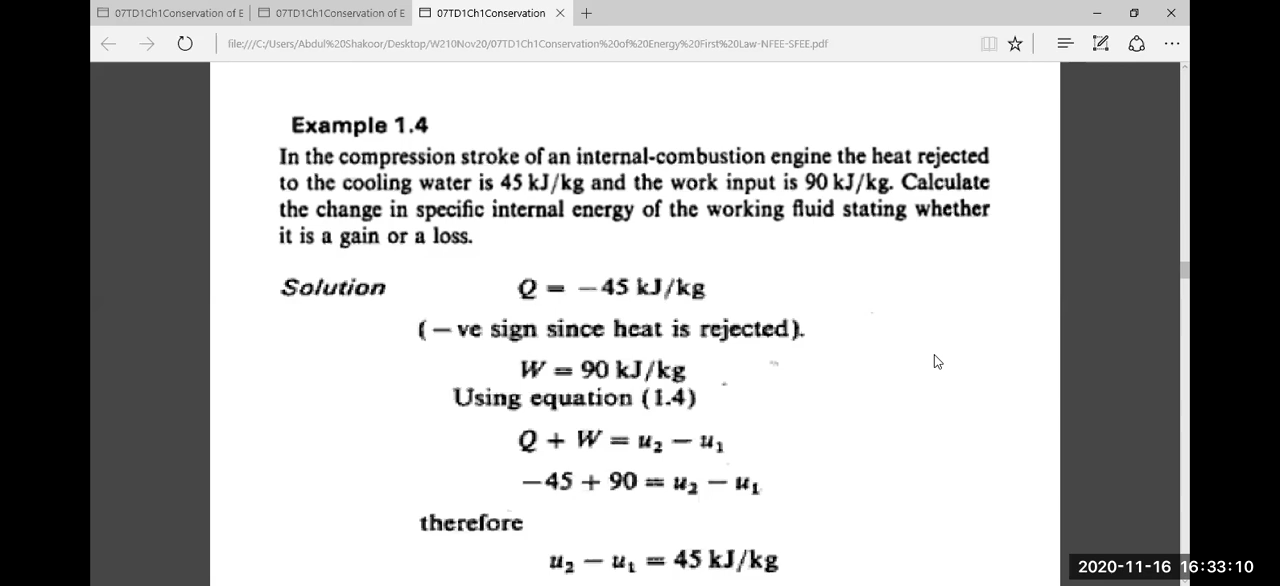 07TD1Ch1Conservation of E
07TD1Ch1Conservation of E
07TD1Ch1Conservation
file:///C:/Users/Abdul%20Shakoor/Desktop/W210Nov20/07TD1Ch1Conservation%20of%20Energy%20First%20Law-NFEE-SFEE.pdf
Example 1.4
In the compression stroke of an internal-combustion engine the heat rejected
to the cooling water is 45 kJ/kg and the work input is 90 kJ/kg. Calculate
the change in specific internal energy of the working fluid stating whether
it is a gain or a loss.
Solution Q = −45 kJ/kg
(−ve sign since heat is rejected).
W = 90 kJ/kg
Using equation (1.4)
Q + W = u₂ − u₁
−45 + 90 = u₂ − u₁
therefore
u₂ − u₁ = 45 kJ/kg
2020-11-16 16:33:10